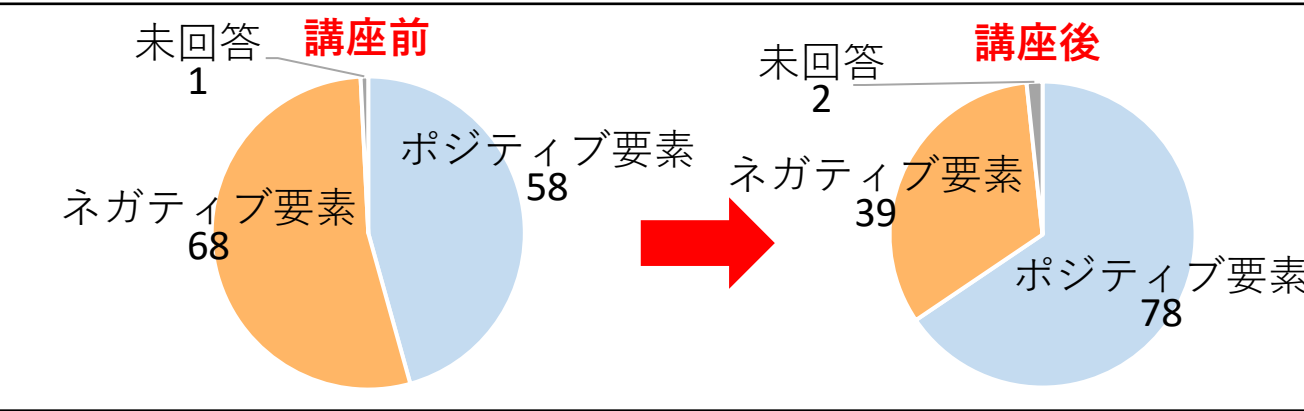 講座前
未回答
1
ポジティブ要素
58
ネガティブ要素
68
講座後
未回答
2
ネガティブ要素
39
ポジティブ要素
78